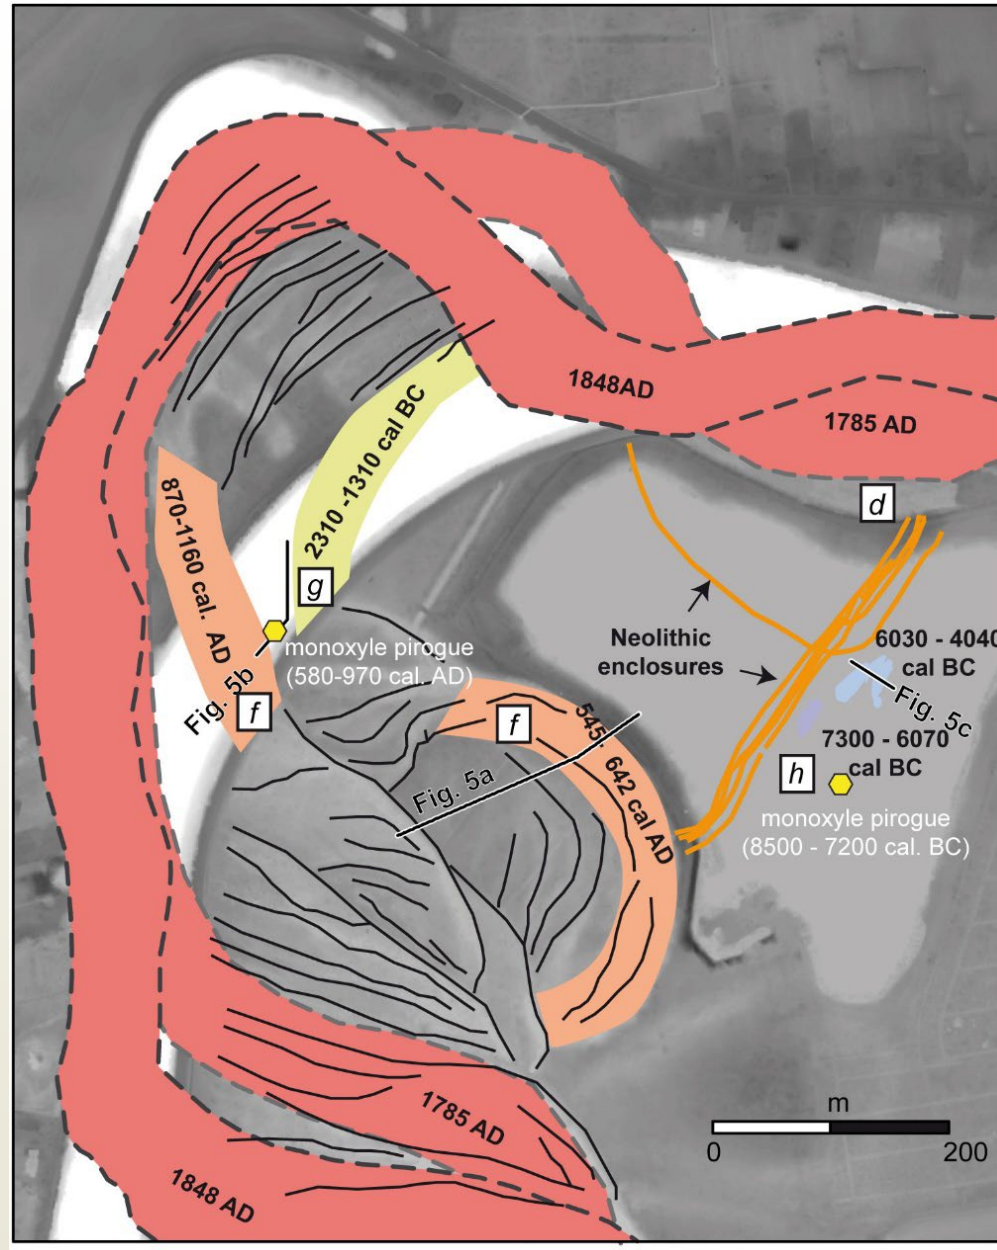 1848AD
1785 AD
2310 -1310 cal BC
870-1160 cal. AD
d
g
Neolithic
enclosures
6030 - 4040
cal BC
monoxyle pirogue
(580-970 cal. AD)
Fig. 5b
f
f
545 - 642 cal AD
Fig. 5c
7300 - 6070
cal BC
h
Fig. 5a
monoxyle pirogue
(8500 - 7200 cal. BC)
1785 AD
m
0
200
1848 AD